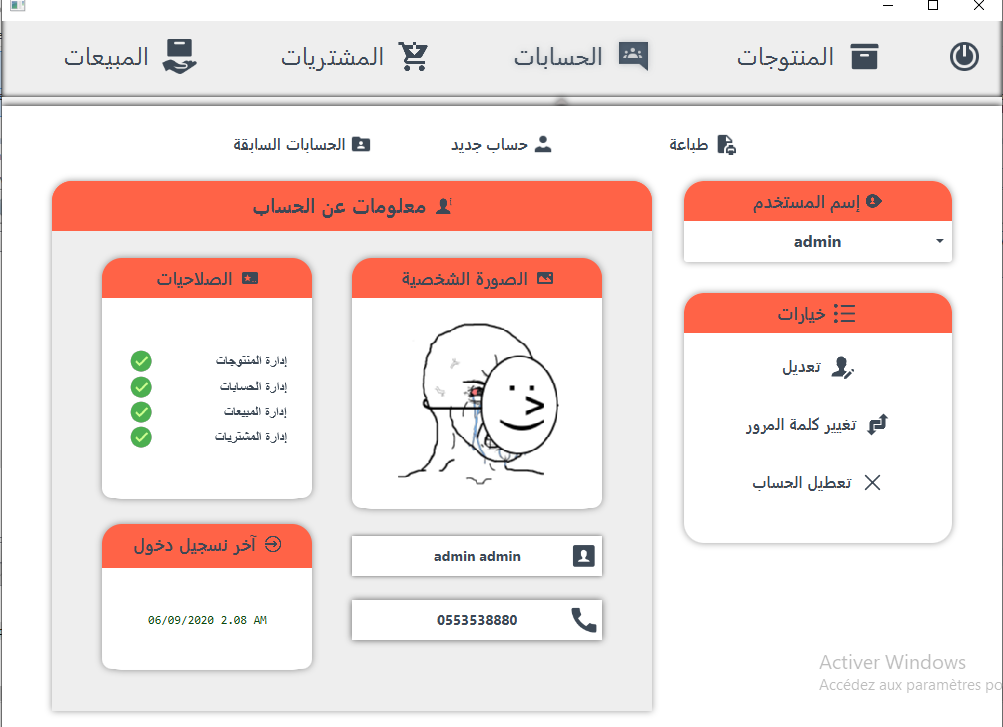 المنتوجات
الحسابات
المشتريات
المبيعات
طباعة
حساب جديد
الحسابات السابقة
إسم المستخدم
admin
خيارات
تعديل
تغيير كلمة المرور
تعطيل الحساب
معلومات عن الحساب
الصورة الشخصية
admin admin
0553538880
الصلاحيات
إدارة المنتوجات
إدارة الحسابات
إدارة المبيعات
إدارة المشتريات
آخر نسجيل دخول
06/09/2020 2.08 AM
Activer Windows
Accédez aux paramètres po